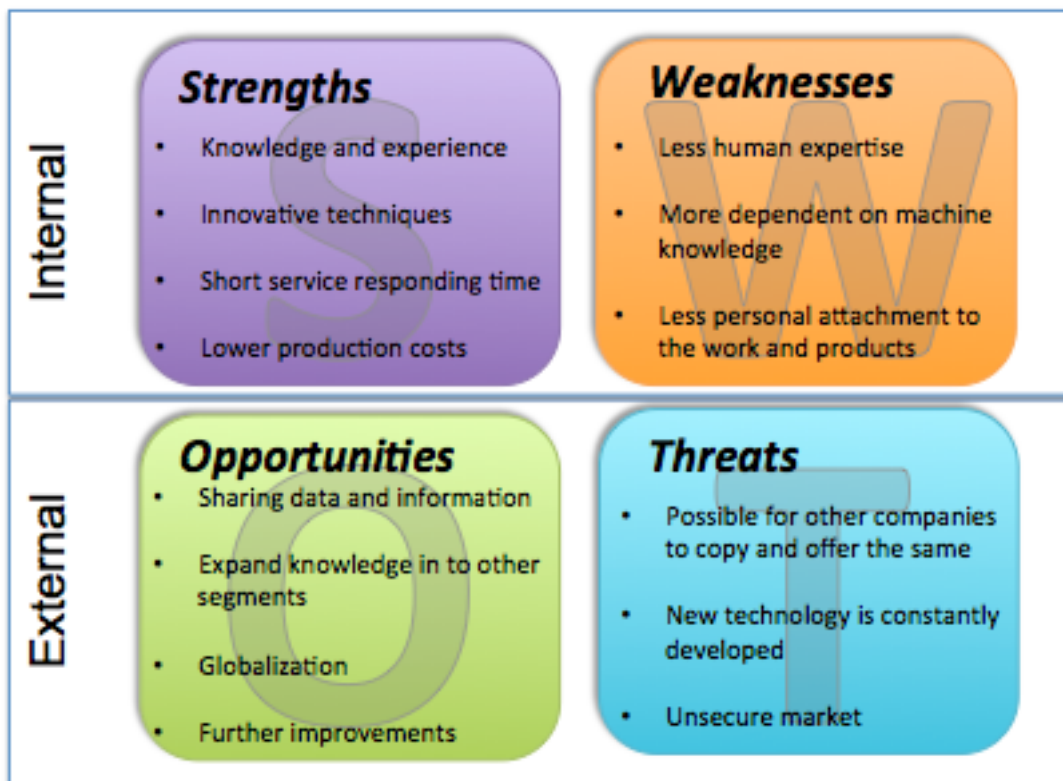 Internal
Strengths
• Knowledge and experience
• Innovative techniques
• Short service responding time
• Lower production costs
Weaknesses
• Less human expertise
• More dependent on machine
knowledge
• Less personal attachment to
the work and products
External
Opportunities
• Sharing data and information
• Expand knowledge in to other
segments
• Globalization
• Further improvements
Threats
• Possible for other companies
to copy and offer the same
• New technology is constantly
developed
• Unsecure market
S
W
O
T